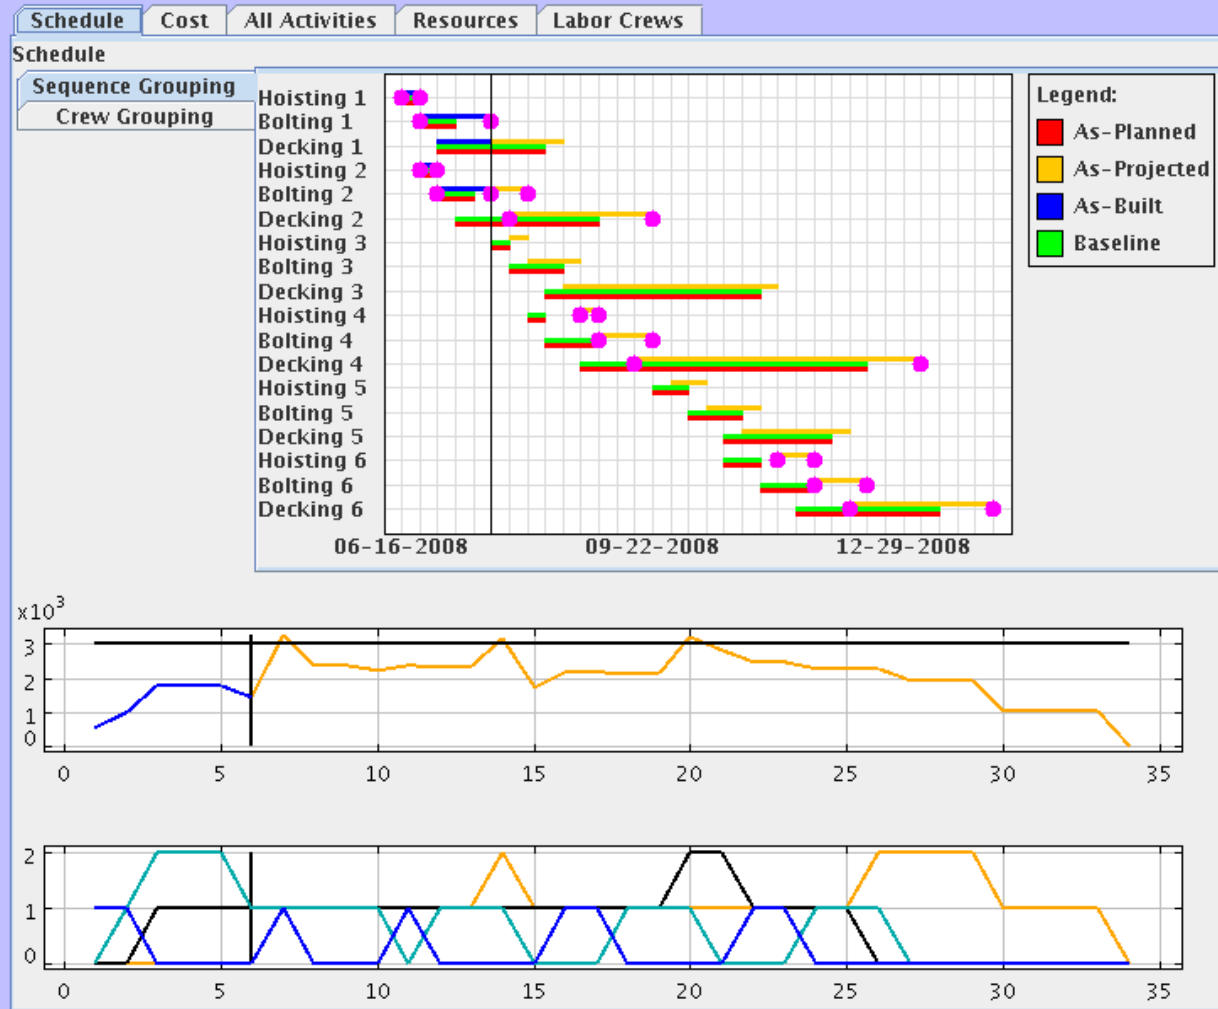 Schedule Cost All Activities Resources Labor Crews
Schedule
Sequence Grouping
Crew Grouping
Hoisting 1
Bolting 1
Decking 1
Hoisting 2
Bolting 2
Decking 2
Hoisting 3
Bolting 3
Decking 3
Hoisting 4
Bolting 4
Decking 4
Hoisting 5
Bolting 5
Decking 5
Hoisting 6
Bolting 6
Decking 6
06-16-2008 09-22-2008 12-29-2008
Legend:
As-Planned
As-Projected
As-Built
Baseline
x10³
3
2
1
0
0 5 10 15 20 25 30 35
2
1
0
0 5 10 15 20 25 30 35